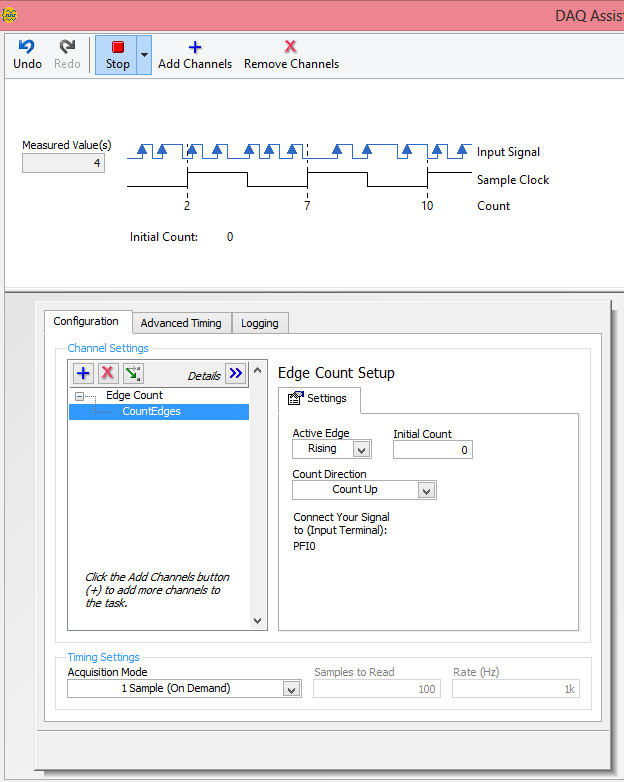 DAQ Assist
Undo Redo Stop Add Channels Remove Channels
Measured Value(s)
4
Input Signal
Sample Clock
2 7 10 Count
Initial Count: 0
Configuration Advanced Timing Logging
Channel Settings
Details
Edge Count
CountEdges
Click the Add Channels button
(+) to add more channels to
the task.
Edge Count Setup
Settings
Active Edge Initial Count
Rising 0
Count Direction
Count Up
Connect Your Signal
to (Input Terminal):
PFI0
Timing Settings
Acquisition Mode Samples to Read Rate (Hz)
1 Sample (On Demand) 100 1k